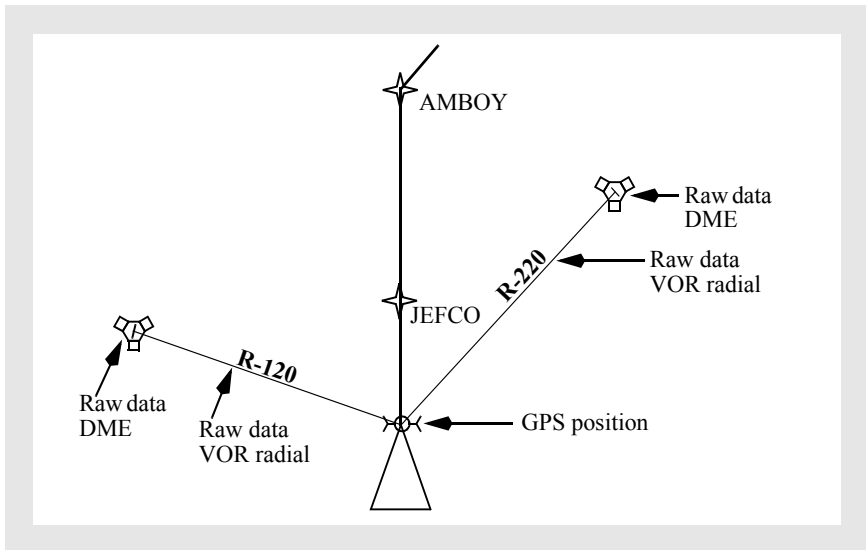 AMBOY
Raw data
DME
R-220
Raw data
VOR radial
JEFCO
R-120
Raw data
DME
Raw data
VOR radial
GPS position